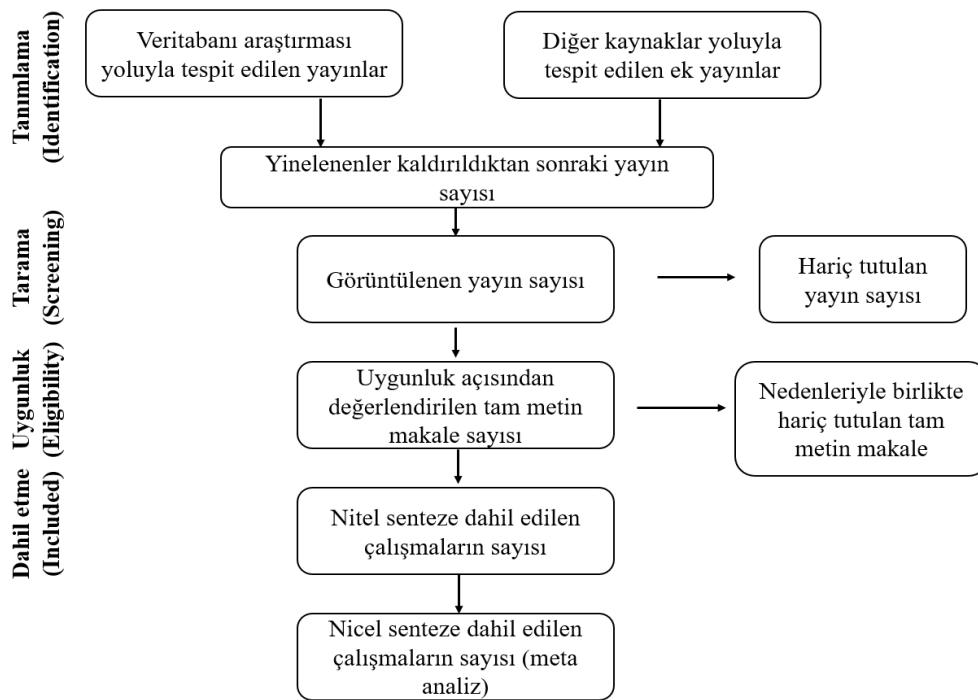 Tanımlama
(Identification)
Veritabanı araştırması
yoluyla tespit edilen yayınlar
Diğer kaynaklar yoluyla
tespit edilen ek yayınlar
Yinelenenler kaldırıldıktan sonraki yayın
sayısı
Tarama
(Screening)
Görüntülenen yayın sayısı
Hariç tutulan
yayın sayısı
Uygunluk
(Eligibility)
Uygunluk açısından
değerlendirilen tam metin
makale sayısı
Nedenleriyle birlikte
hariç tutulan tam
metin makale
Dahil etme
(Included)
Nitel senteze dahil edilen
çalışmaların sayısı
Nicel senteze dahil edilen
çalışmaların sayısı (meta
analiz)